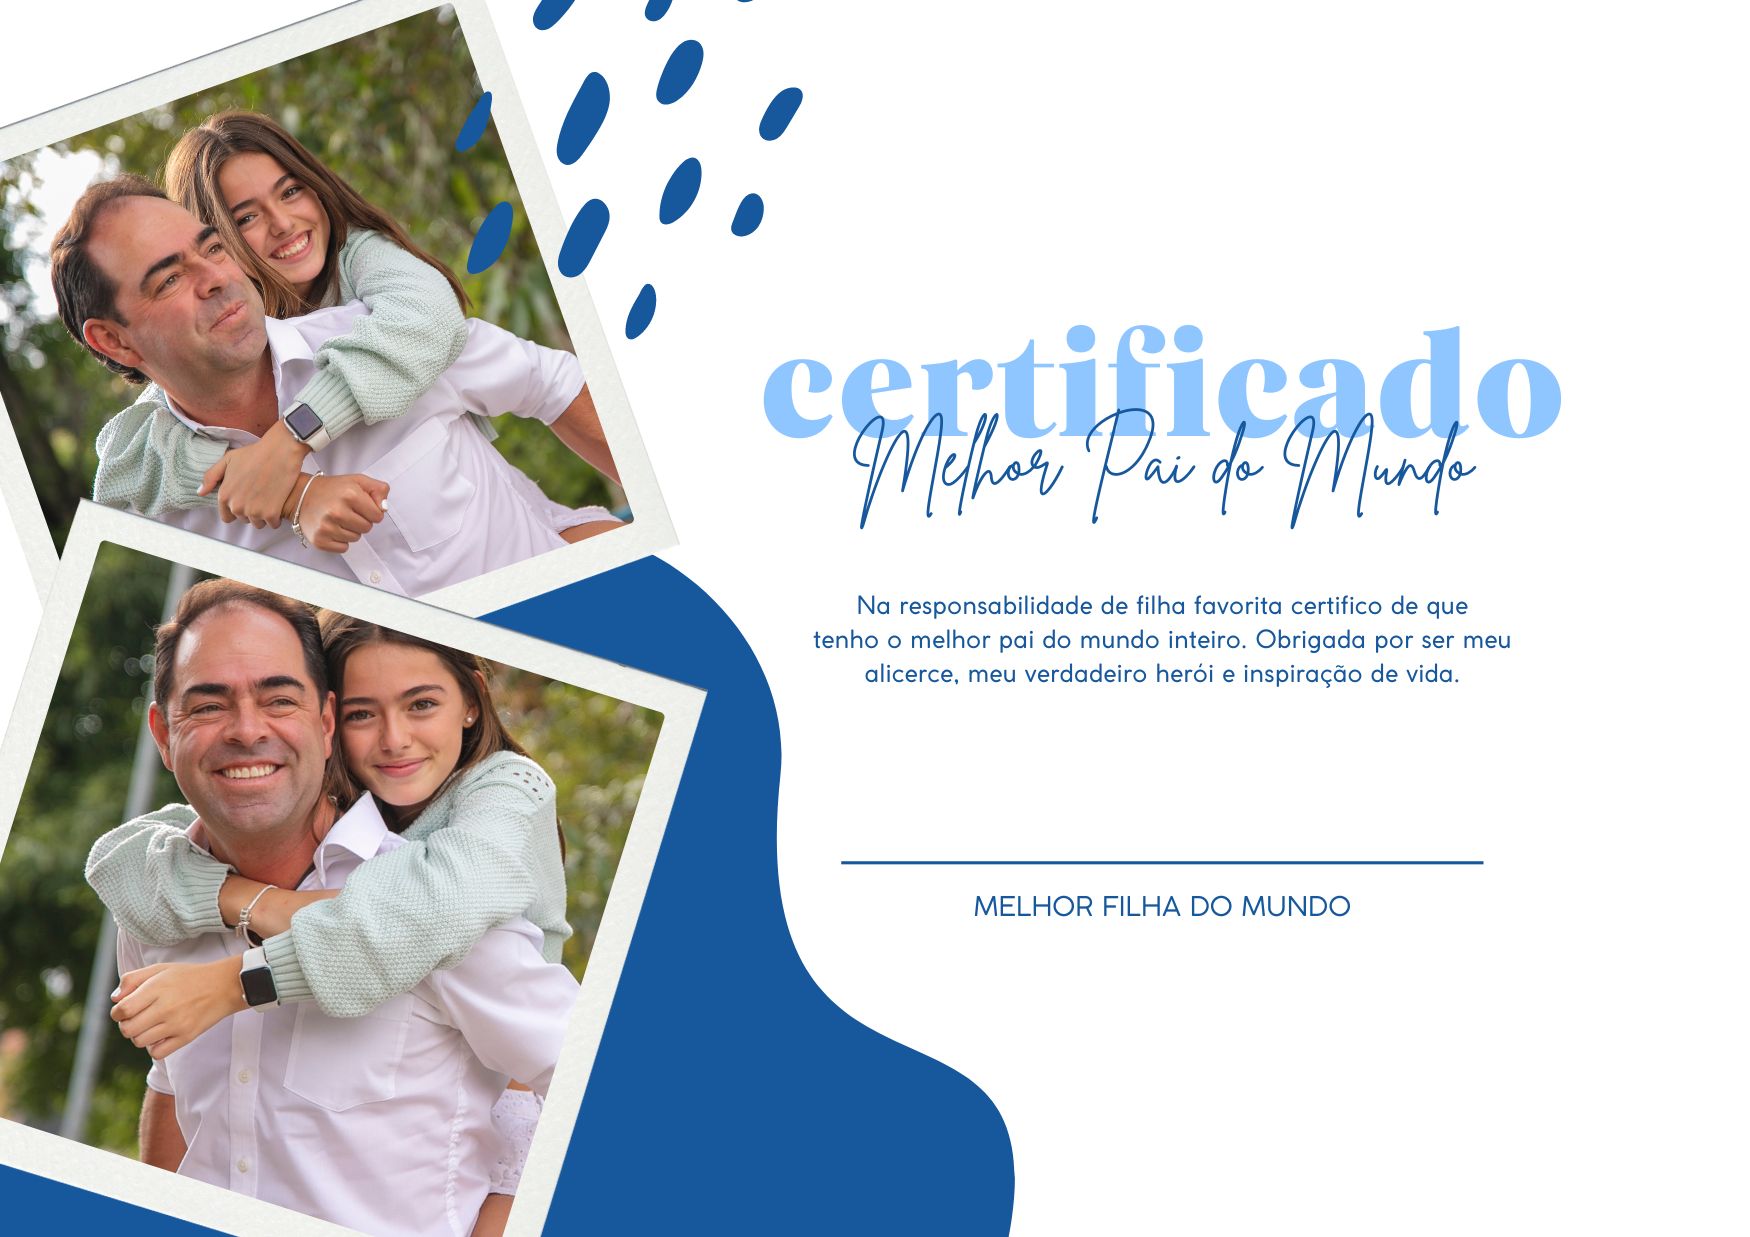 certificado
Melhor Pai do Mundo
Na responsabilidade de filha favorita certifico de que
tenho o melhor pai do mundo inteiro. Obrigada por ser meu
alicerce, meu verdadeiro herói e inspiração de vida.
MELHOR FILHA DO MUNDO